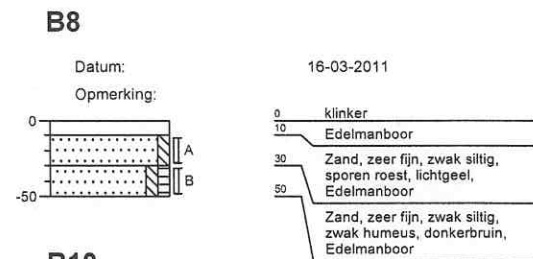 B8
Datum: 16-03-2011
Opmerking:
0
-50
A
B
0 klinker
10 Edelmanboor
30 Zand, zeer fijn, zwak siltig,
sporen roest, lichtgeel,
Edelmanboor
50 Zand, zeer fijn, zwak siltig,
zwak humeus, donkerbruin,
Edelmanboor
B10